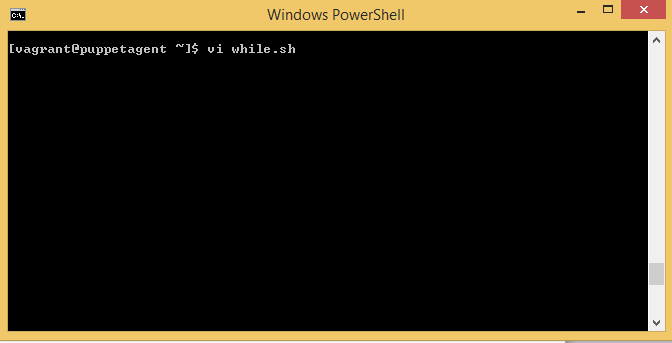 Windows PowerShell
C:\.
[vagrant@puppetagent ~]$ vi while.sh